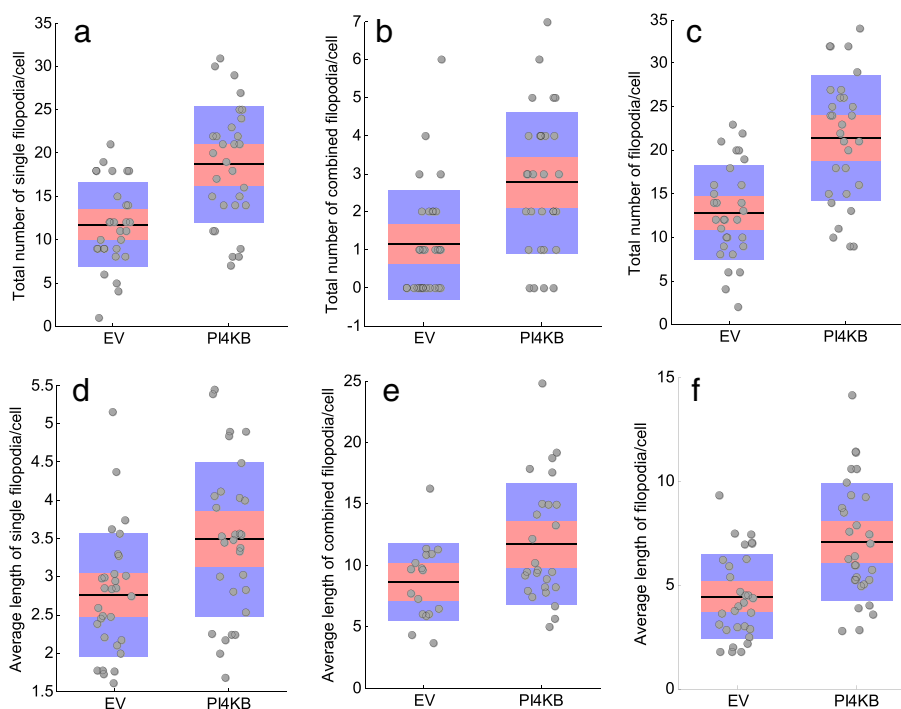 a
Total number of single filopodia/cell
35
30
25
20
15
10
5
0
EV PI4KB
b
Total number of combined filopodia/cell
7
6
5
4
3
2
1
0
-1
EV PI4KB
c
Total number of filopodia/cell
35
30
25
20
15
10
5
0
EV PI4KB
d
Average length of single filopodia/cell
5.5
5
4.5
4
3.5
3
2.5
2
1.5
EV PI4KB
e
Average length of combined filopodia/cell
25
20
15
10
5
0
EV PI4KB
f
Average length of filopodia/cell
15
10
5
0
EV PI4KB